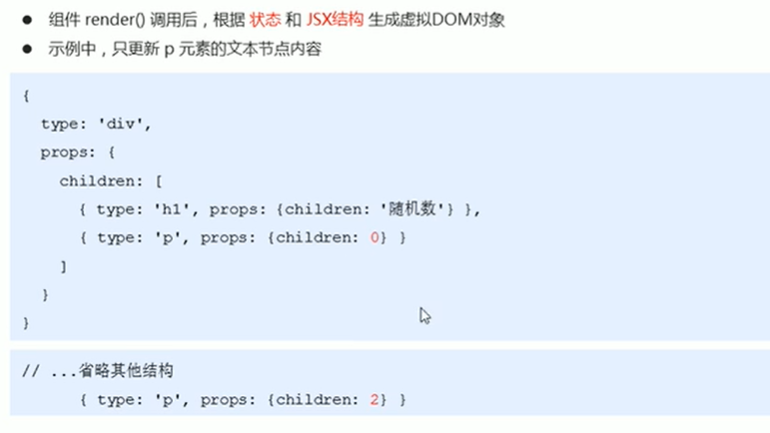 ● 组件 render() 调用后，根据 状态 和 JSX结构 生成虚拟DOM对象
● 示例中，只更新 p 元素的文本节点内容
{
  type: 'div',
  props: {
    children: [
      { type: 'h1', props: {children: '随机数'} },
      { type: 'p', props: {children: 0} }
    ]
  }
}
// ...省略其他结构
      { type: 'p', props: {children: 2} }